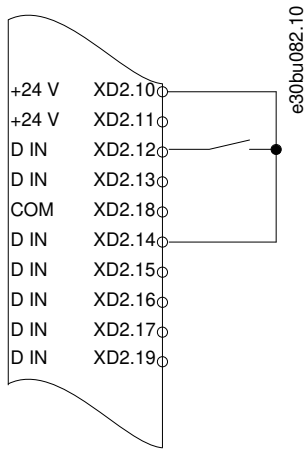 +24 V XD2.10
+24 V XD2.11
D IN XD2.12
D IN XD2.13
COM XD2.18
D IN XD2.14
D IN XD2.15
D IN XD2.16
D IN XD2.17
D IN XD2.19
e30bu082.10